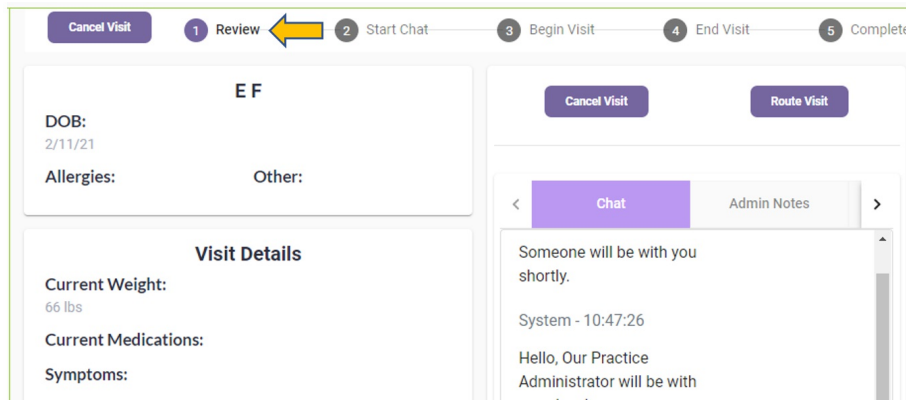 Cancel Visit
1 Review
2 Start Chat
3 Begin Visit
4 End Visit
5 Complete
E F
DOB:
2/11/21
Allergies:
Other:
Visit Details
Current Weight:
66 lbs
Current Medications:
Symptoms:
Cancel Visit
Route Visit
Chat
Admin Notes
Someone will be with you
shortly.
System - 10:47:26
Hello, Our Practice
Administrator will be with